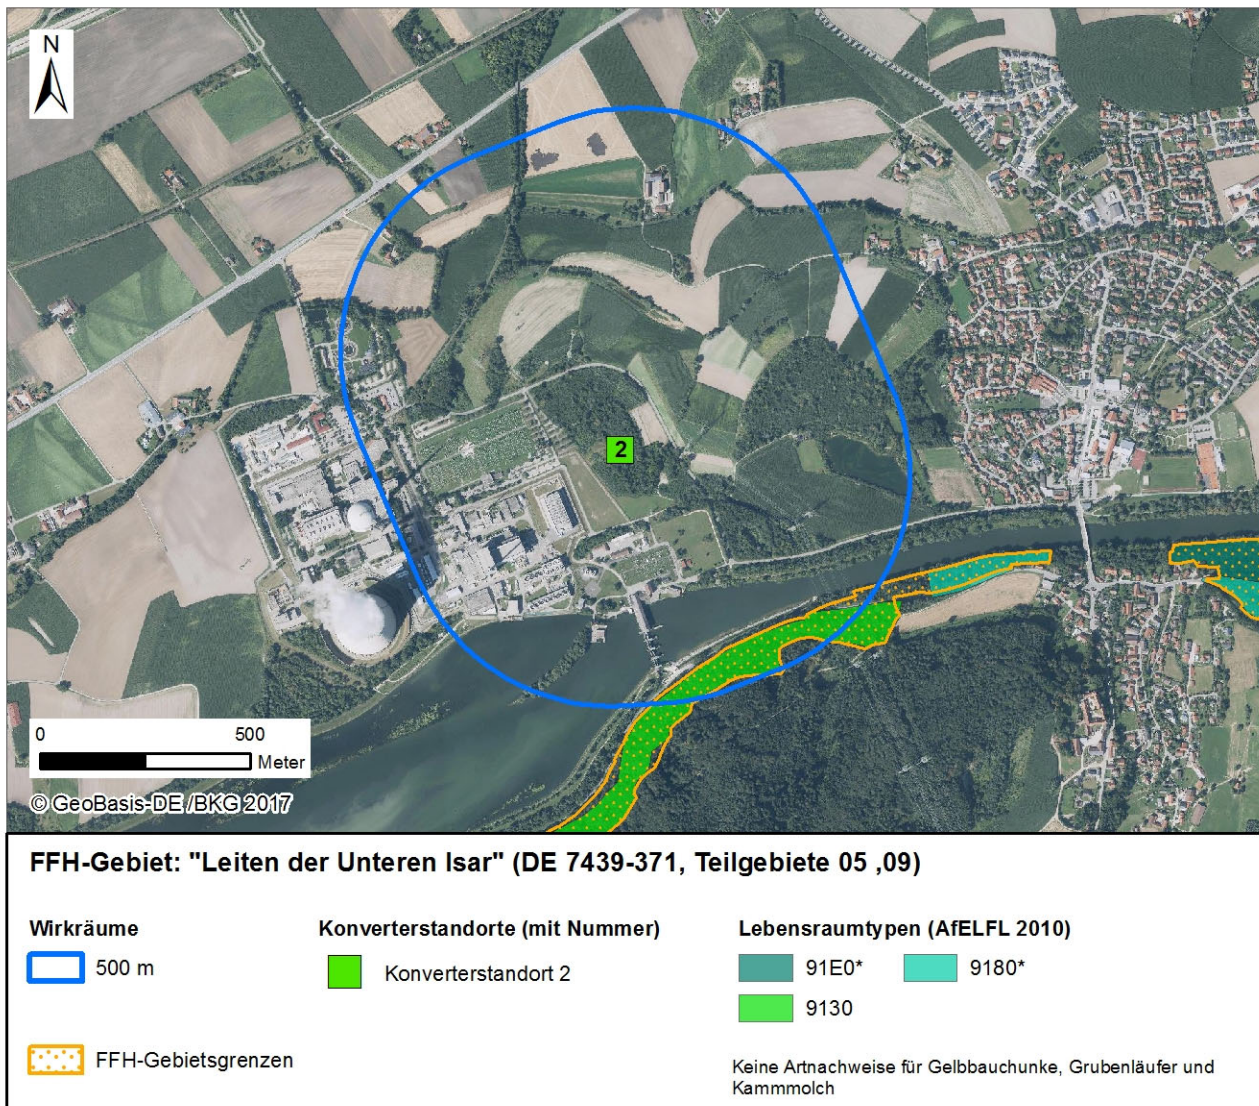 N
2
0 500
Meter
© GeoBasis-DE /BKG 2017
FFH-Gebiet: "Leiten der Unteren Isar" (DE 7439-371, Teilgebiete 05 ,09)
Wirkräume
500 m
FFH-Gebietsgrenzen
Konverterstandorte (mit Nummer)
Konverterstandort 2
Lebensraumtypen (AfELFL 2010)
91E0* 9180*
9130
Keine Artnachweise für Gelbbauchunke, Grubenläufer und
Kammmolch